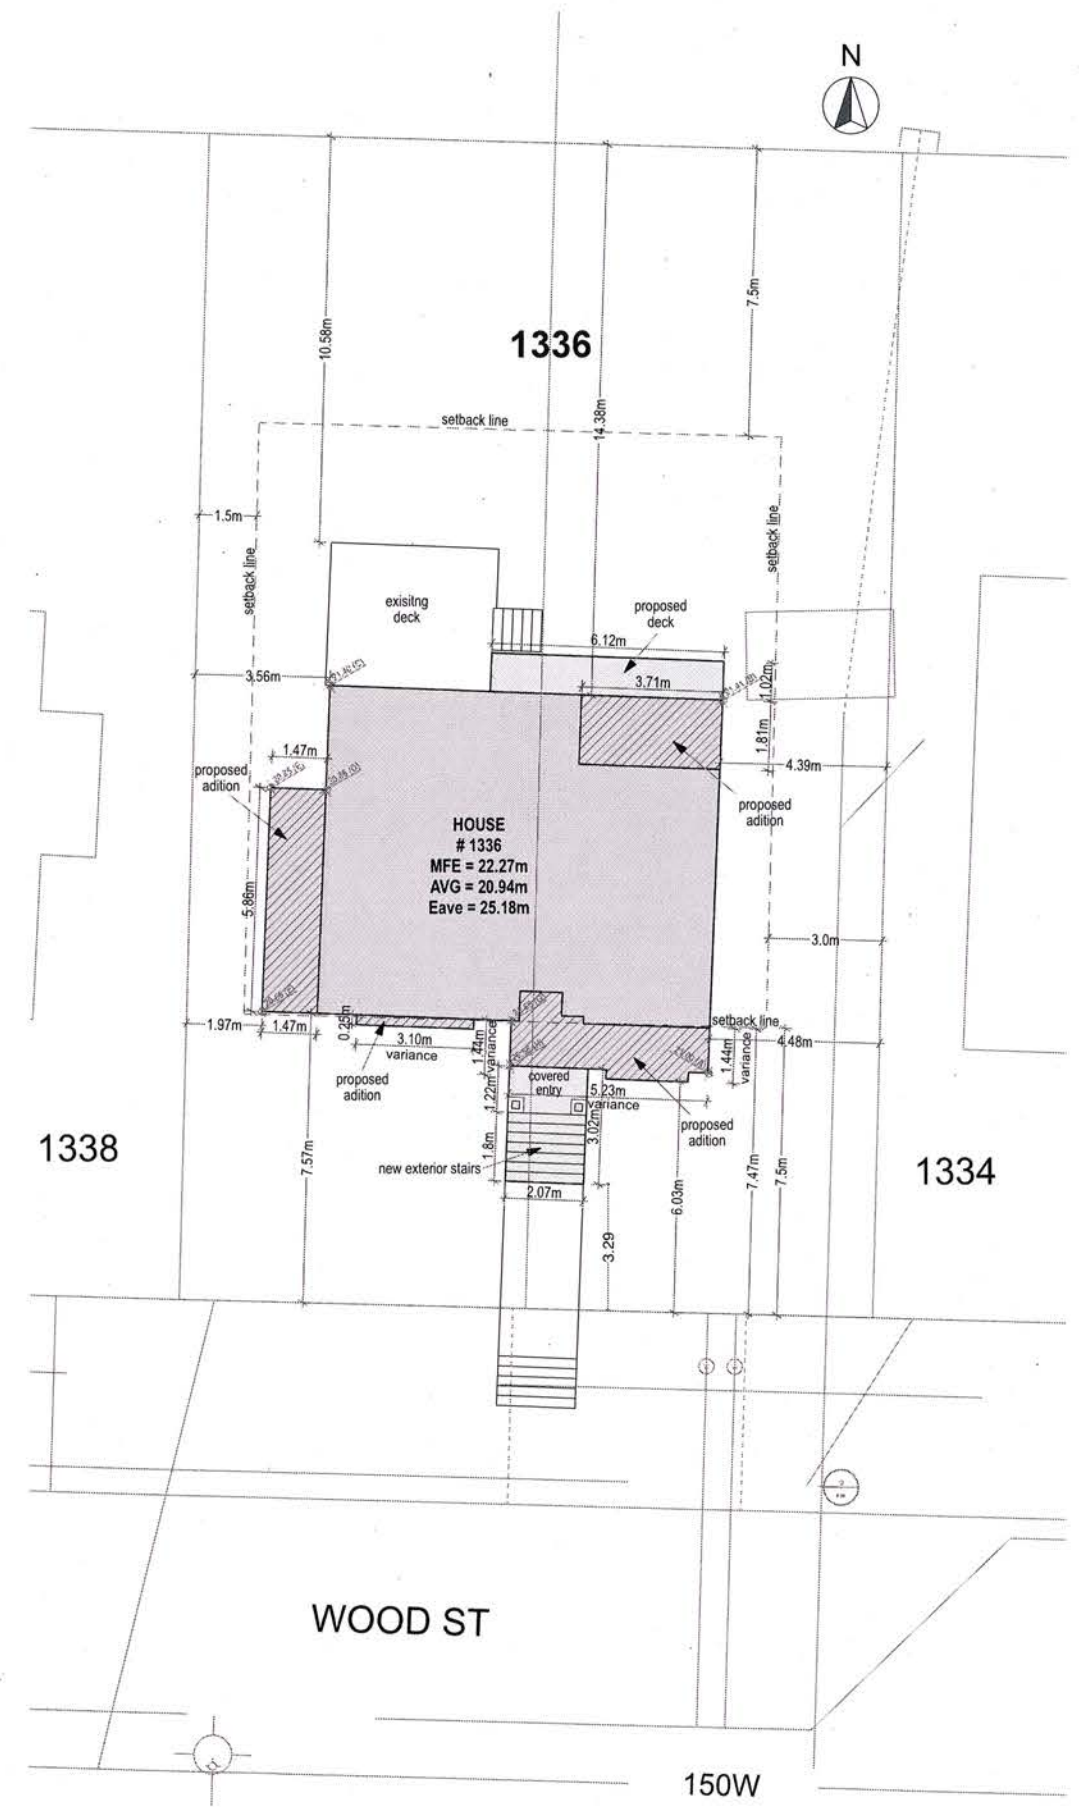 N
10.58m
1336
7.5m
14.38m
setback line
1.5m
setback line
setback line
exisitng
deck
proposed
deck
6.12m
3.56m
3.71m
1.02m
1.81m
1.47m
proposed
adition
4.39m
proposed
adition
HOUSE
# 1336
MFE = 22.27m
AVG = 20.94m
Eave = 25.18m
5.86m
3.0m
1.97m
1.47m
0.25m
3.10m
variance
1.44m
variance
setback line
4.48m
1.44m
variance
proposed
adition
covered
entry
1.22m
5.23m
variance
3.02m
proposed
adition
1338
1.8m
new exterior stairs
2.07m
7.57m
6.03m
7.47m
7.5m
1334
3.29
WOOD ST
150W